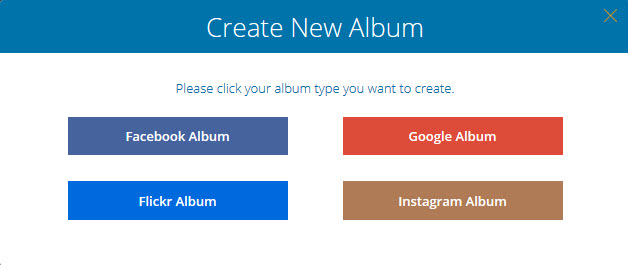 Create New Album
Please click your album type you want to create.
Facebook Album
Google Album
Flickr Album
Instagram Album